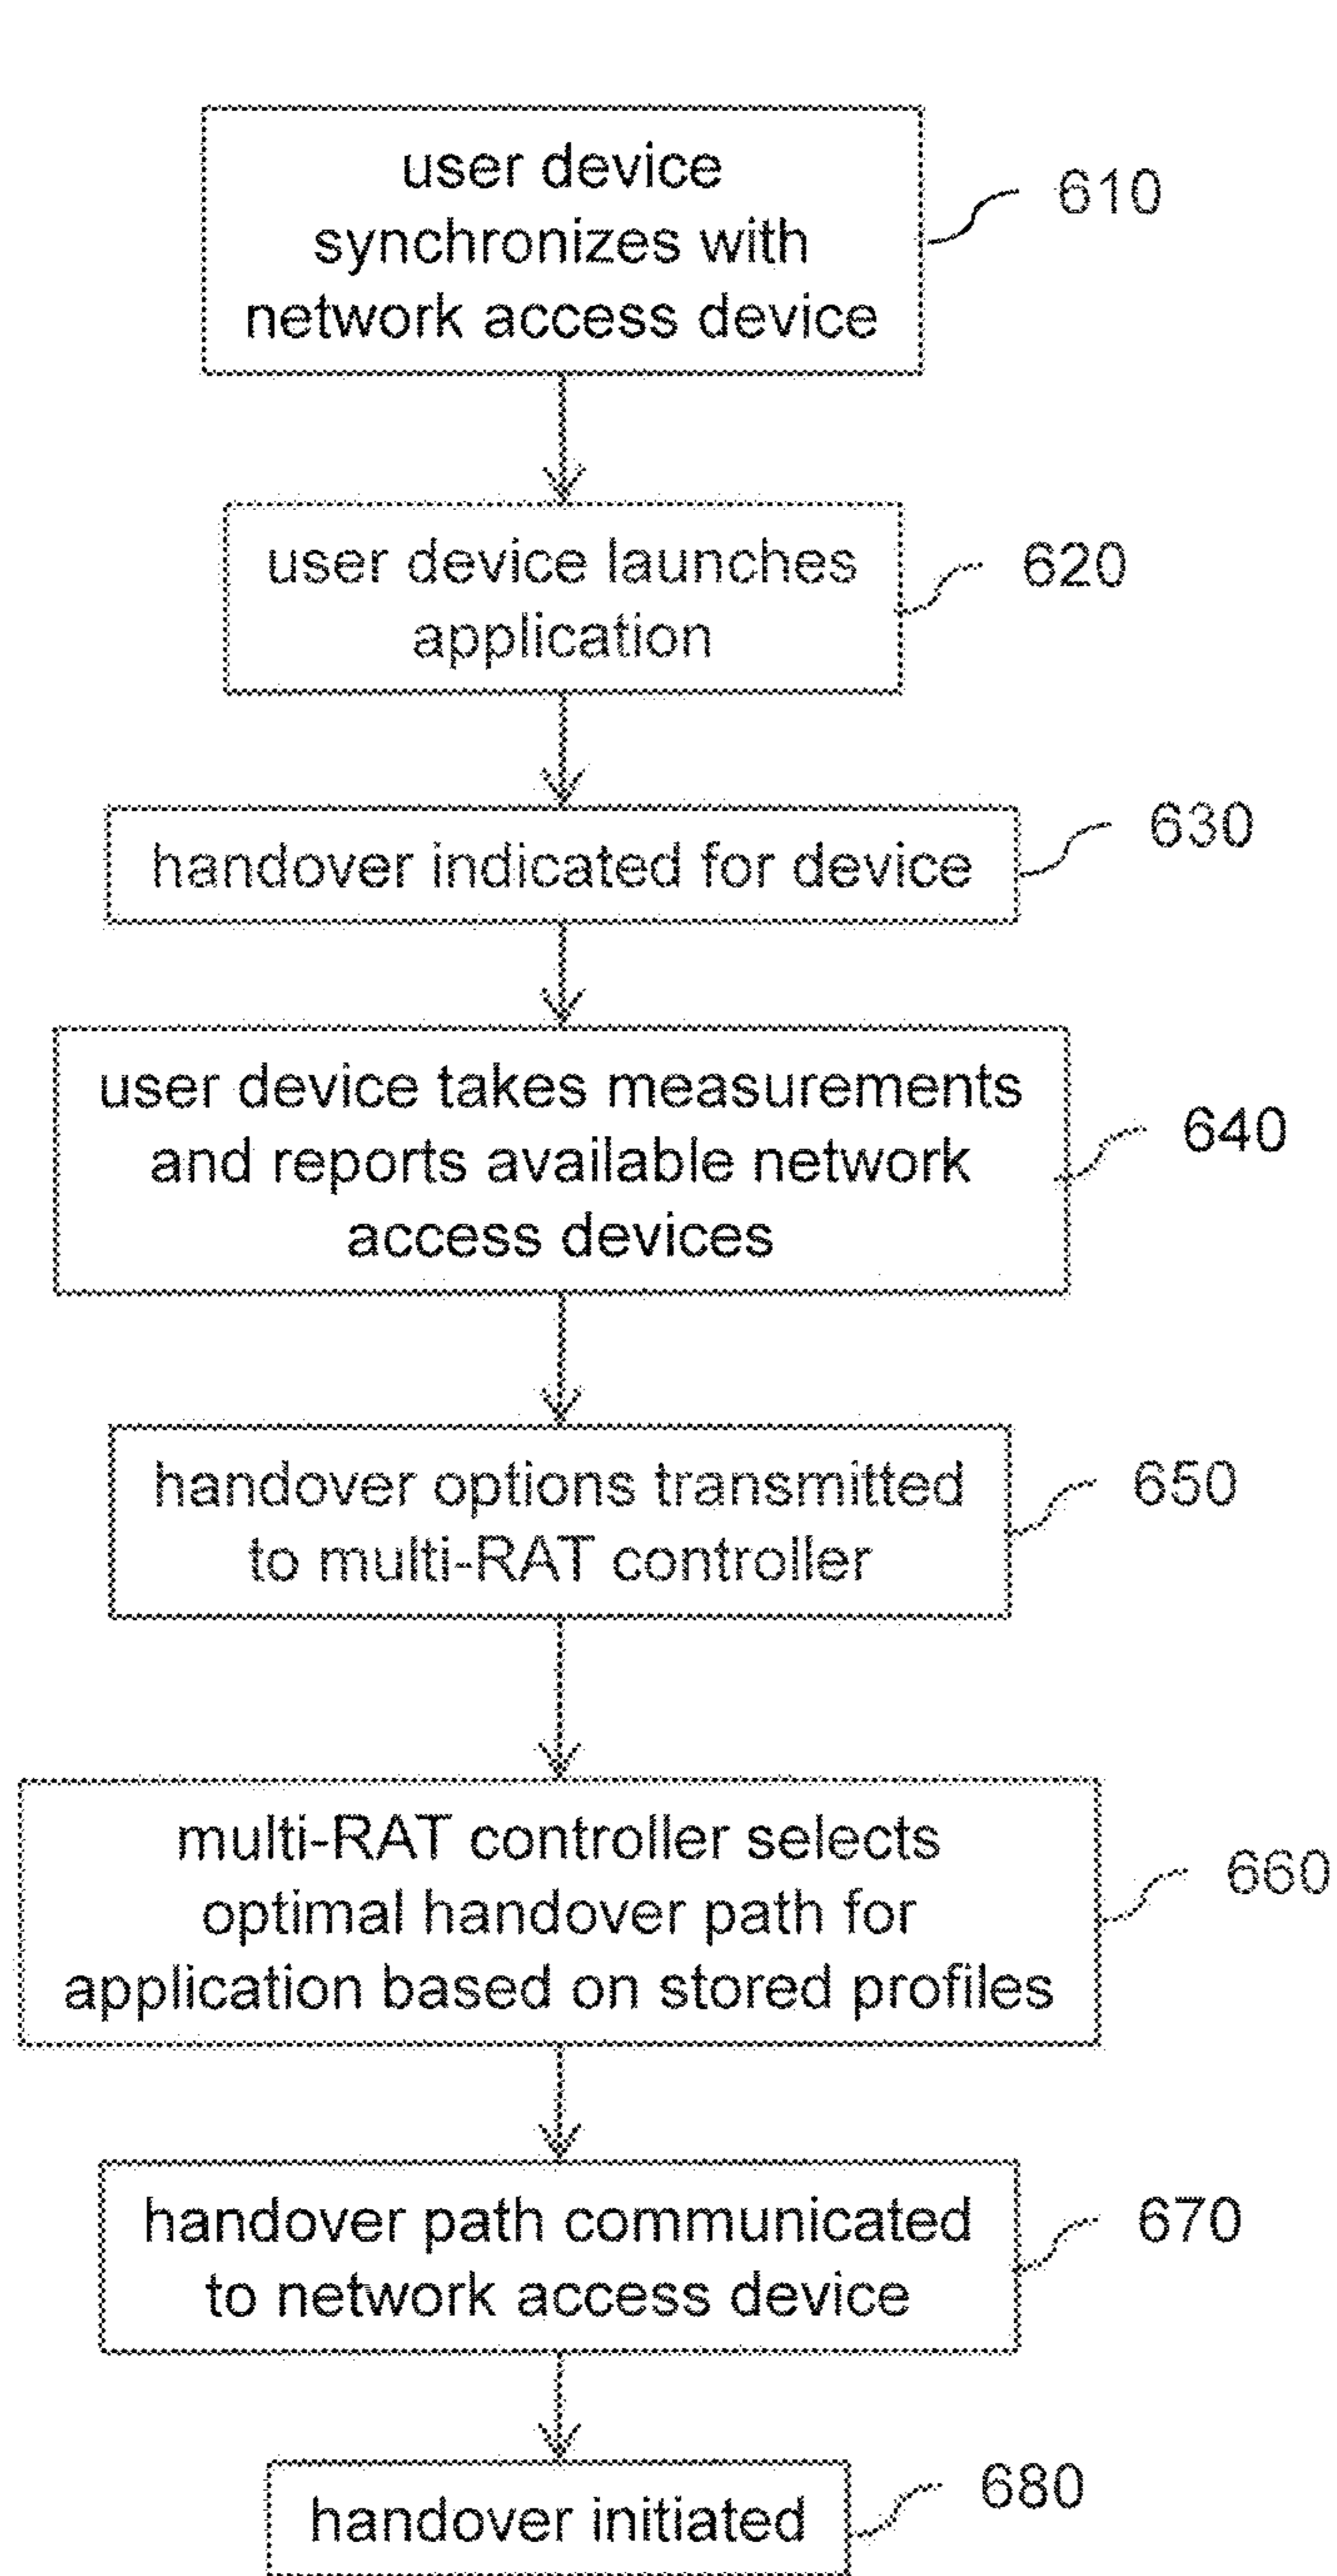 user device
synchronizes with
network access device
610
user device launches
application
620
handover indicated for device
630
user device takes measurements
and reports available network
access devices
640
handover options transmitted
to multi-RAT controller
650
multi-RAT controller selects
optimal handover path for
application based on stored profiles
660
handover path communicated
to network access device
670
handover initiated
680